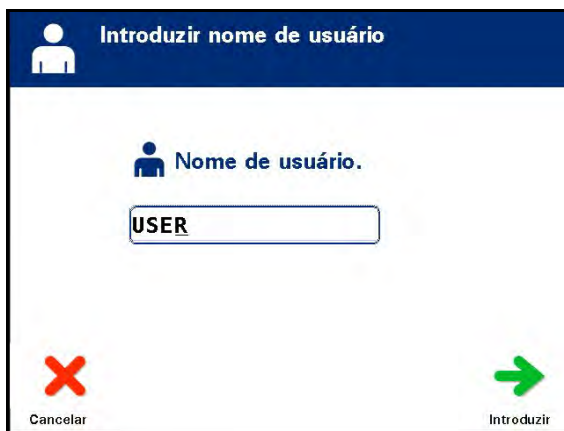 Introduzir nome de usuário
Nome de usuário.
USER
Cancelar
Introduzir